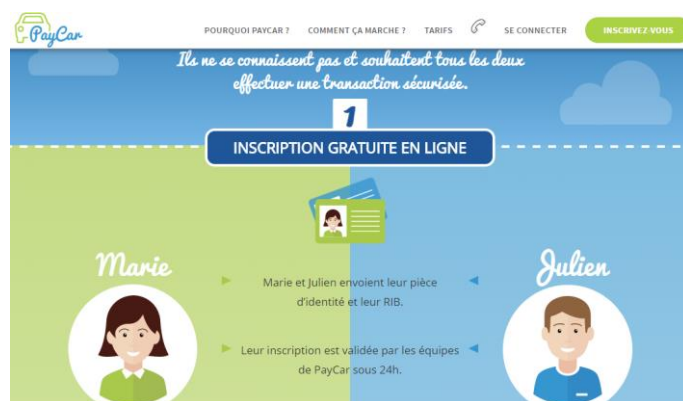 PayCar
POURQUOI PAYCAR ? COMMENT ÇA MARCHE ? TARIFS SE CONNECTER INSCRIVEZ-VOUS
Ils ne se connaissent pas et souhaitent tous les deux
effectuer une transaction sécurisée.
1
INSCRIPTION GRATUITE EN LIGNE
Marie
Julien
Marie et Julien envoient leur pièce
d'identité et leur RIB.
Leur inscription est validée par les équipes
de PayCar sous 24h.